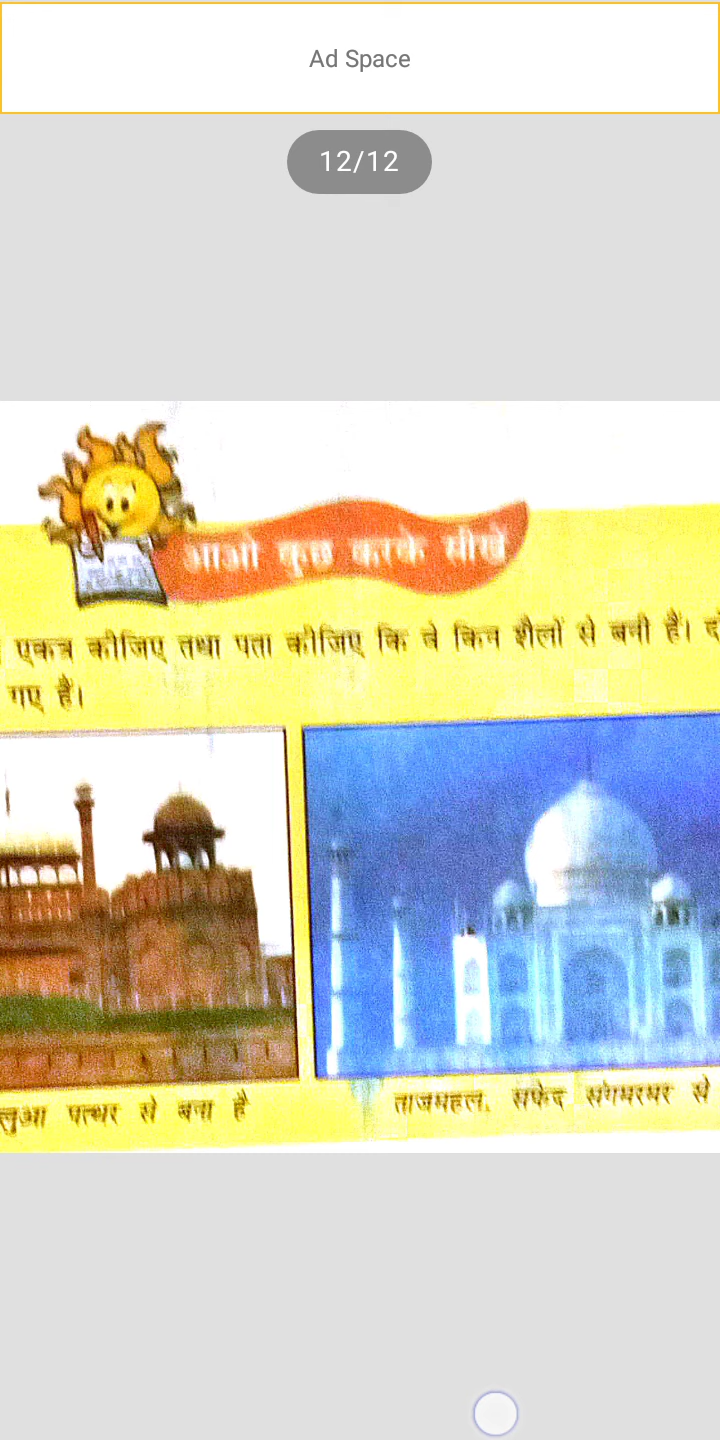 Ad Space
12/12
आओ कुछ करके सीखें
एकत्र कीजिए तथा पता कीजिए कि वे किन शैलों से बनी हैं।
गए हैं।
पत्थर से बना है
ताजमहल, सफेद संगमरमर से